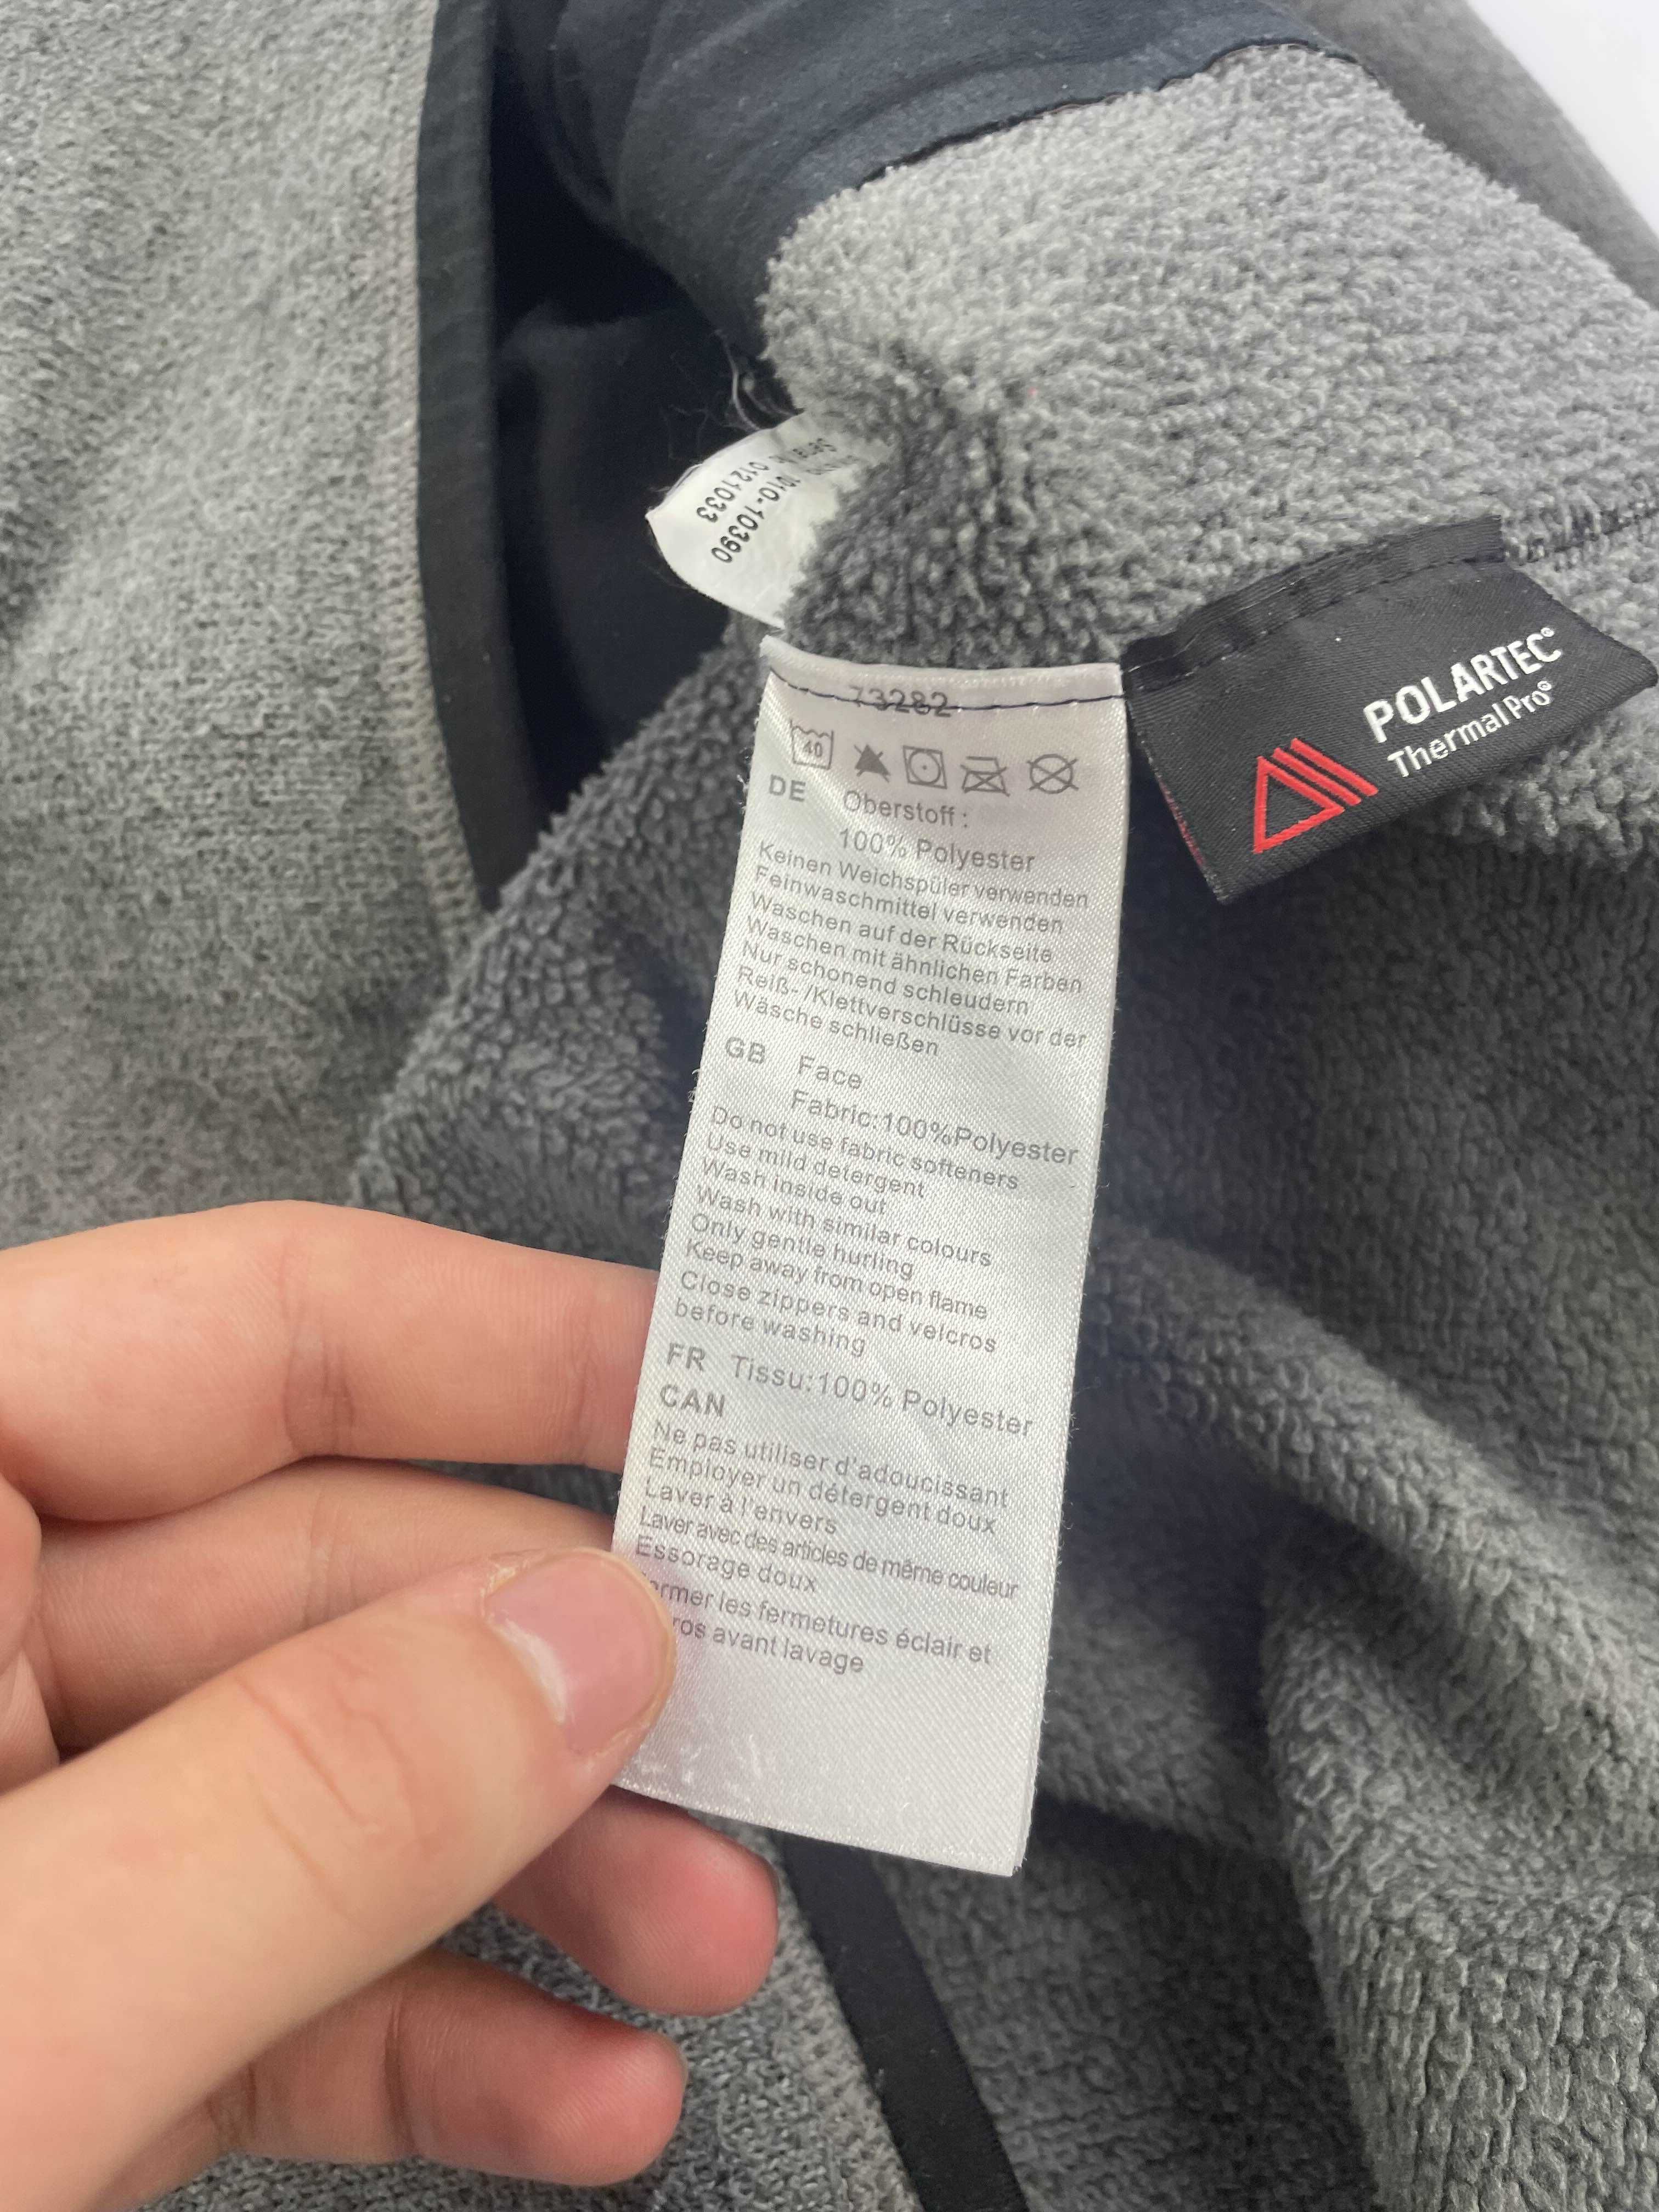 1010-10390
0121033
POLARTEC®
Thermal Pro®
73282
40
DE Oberstoff :
100% Polyester
Keinen Weichspüler verwenden
Feinwaschmittel verwenden
Waschen auf der Rückseite
Waschen mit ähnlichen Farben
Nur schonend schleudern
Reiß- /Klettverschlüsse vor der
Wäsche schließen
GB Face
Fabric:100%Polyester
Do not use fabric softeners
Use mild detergent
Wash inside out
Wash with similar colours
Only gentle hurling
Keep away from open flame
Close zippers and velcros
before washing
FR Tissu:100% Polyester
CAN
Ne pas utiliser d'adoucissant
Employer un détergent doux
Laver à l'envers
Laver avec des articles de même couleur
Essorage doux
les fermetures éclair et
avant lavage